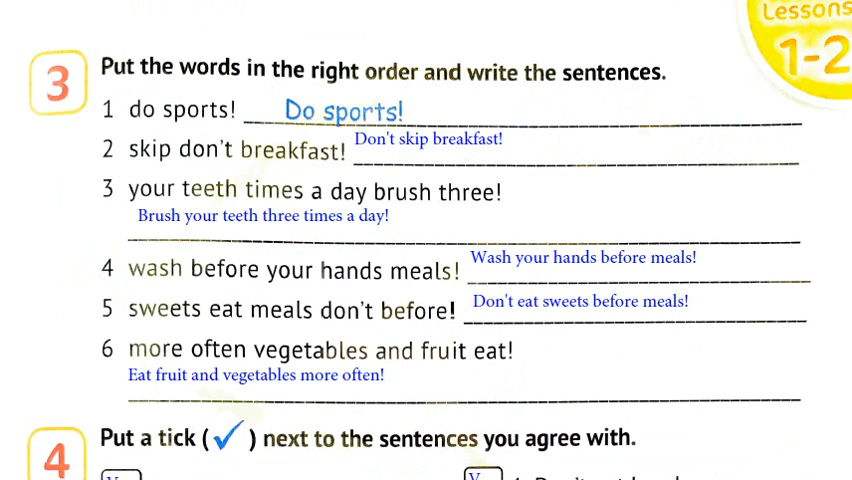 Lessons
1-2
3 Put the words in the right order and write the sentences.
1 do sports! Do sports!
2 skip don't breakfast! Don't skip breakfast!
3 your teeth times a day brush three!
Brush your teeth three times a day!
4 wash before your hands meals! Wash your hands before meals!
5 sweets eat meals don't before! Don't eat sweets before meals!
6 more often vegetables and fruit eat!
Eat fruit and vegetables more often!
4 Put a tick (✓) next to the sentences you agree with.